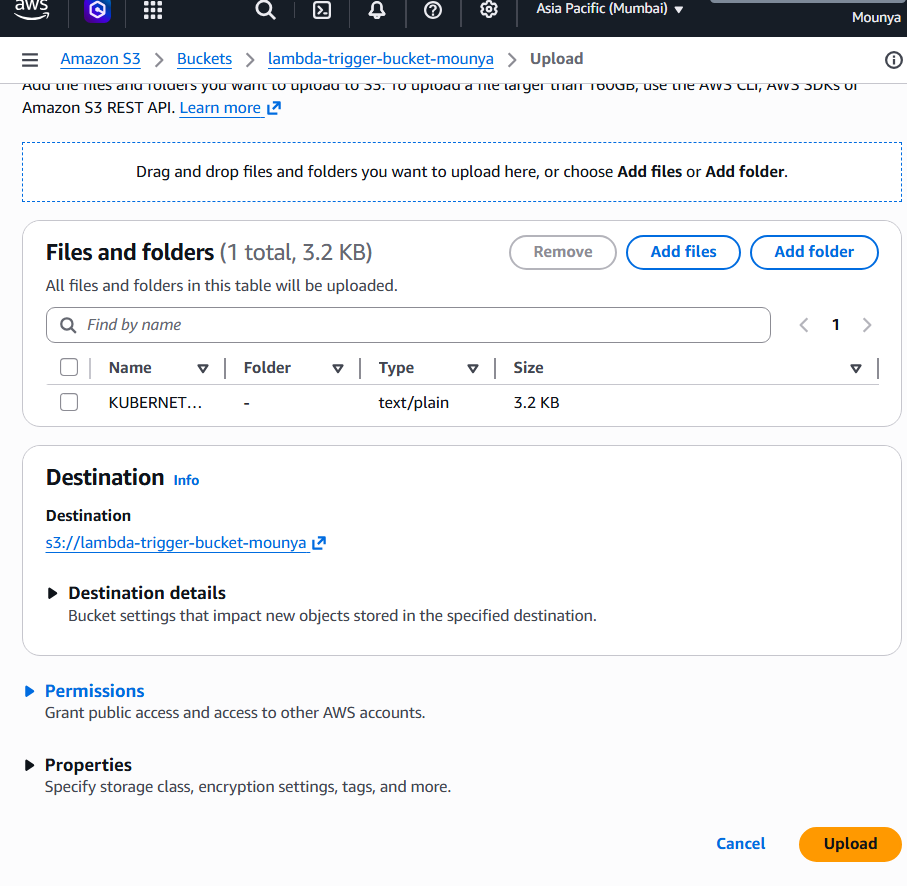 aws
Asia Pacific (Mumbai)
Mounya
Amazon S3 > Buckets > lambda-trigger-bucket-mounya > Upload
Add the files and folders you want to upload to S3. To upload a file larger than 160GB, use the AWS CLI, AWS SDKs or
Amazon S3 REST API. Learn more
Drag and drop files and folders you want to upload here, or choose Add files or Add folder.
Files and folders (1 total, 3.2 KB)
Remove
Add files
Add folder
All files and folders in this table will be uploaded.
Find by name
1
Name Folder Type Size
KUBERNET... - text/plain 3.2 KB
Destination Info
Destination
s3://lambda-trigger-bucket-mounya
Destination details
Bucket settings that impact new objects stored in the specified destination.
Permissions
Grant public access and access to other AWS accounts.
Properties
Specify storage class, encryption settings, tags, and more.
Cancel
Upload